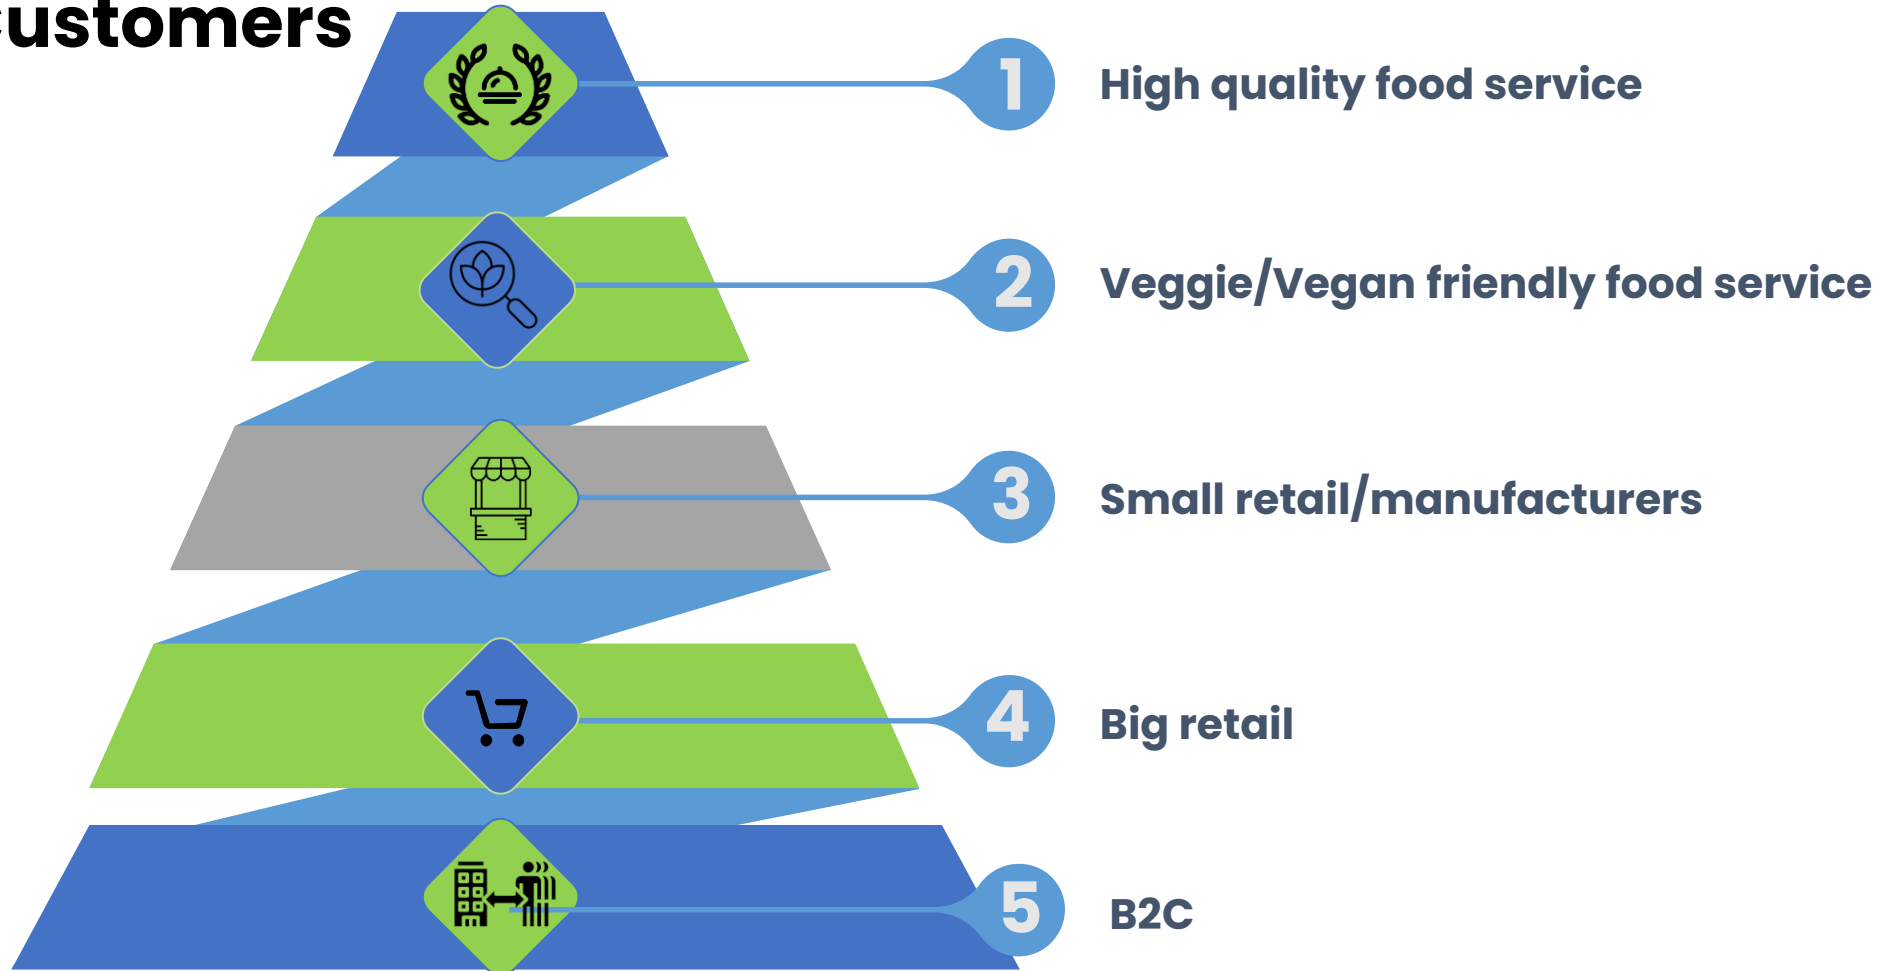 customers
1
High quality food service
2
Veggie/Vegan friendly food service
3
Small retail/manufacturers
4
Big retail
5
B2C